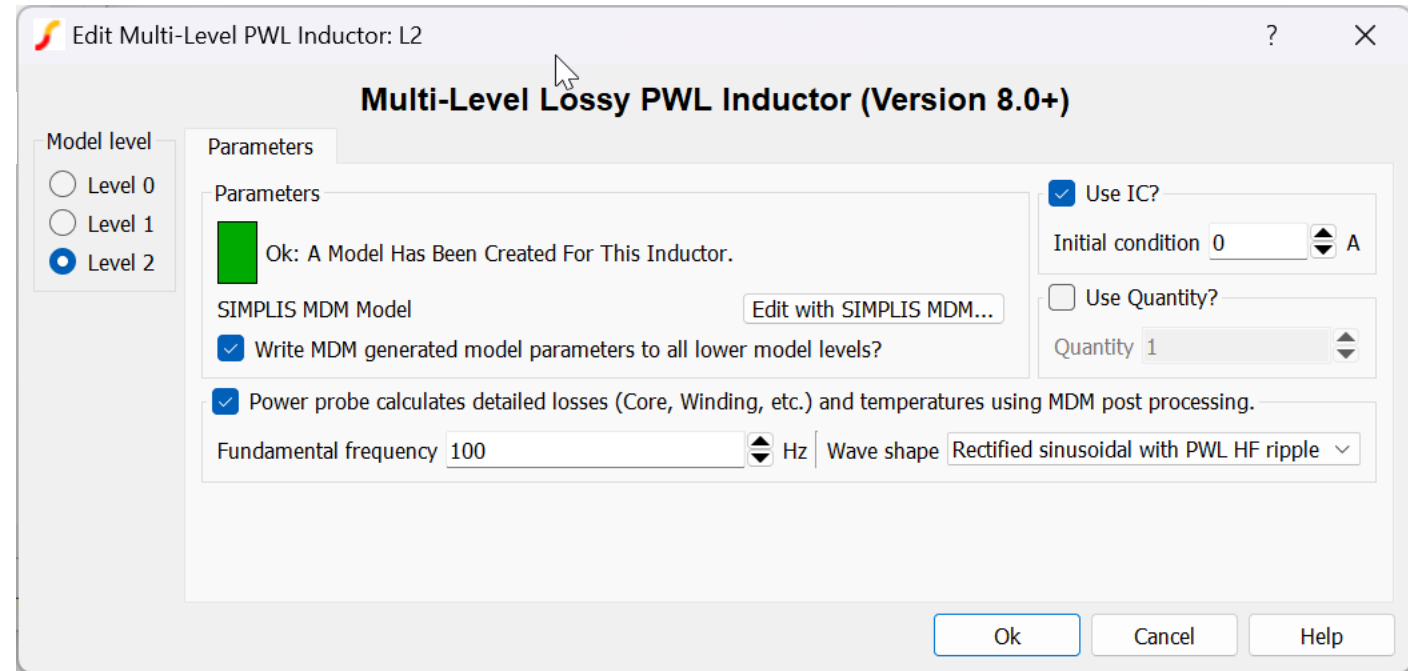 Edit Multi-Level PWL Inductor: L2
?
Multi-Level Lossy PWL Inductor (Version 8.0+)
Model level
Level 0
Level 1
Level 2
Parameters
Parameters
Ok: A Model Has Been Created For This Inductor.
SIMPLIS MDM Model
Edit with SIMPLIS MDM...
Write MDM generated model parameters to all lower model levels?
Use IC?
Initial condition 0 A
Use Quantity?
Quantity 1
Power probe calculates detailed losses (Core, Winding, etc.) and temperatures using MDM post processing.
Fundamental frequency 100 Hz Wave shape Rectified sinusoidal with PWL HF ripple
Ok Cancel Help